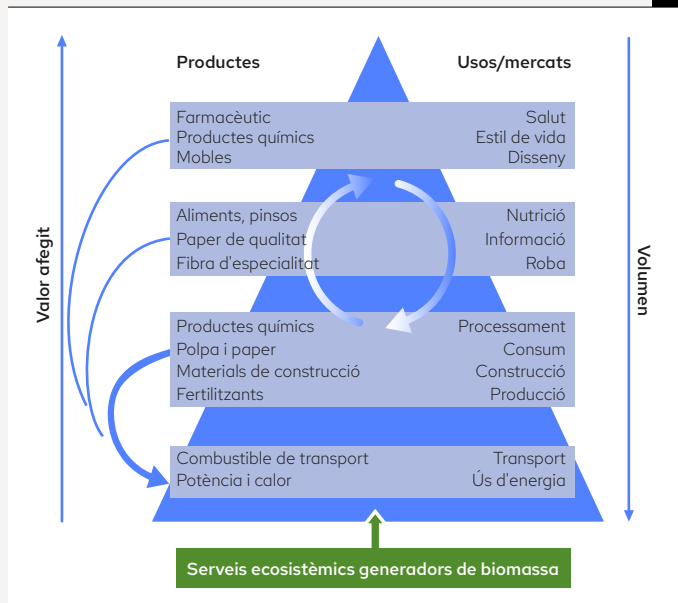 Productes Usos/mercats
Farmacèutic Salut
Productes químics Estil de vida
Mobles Disseny
Aliments, pinsos Nutrició
Paper de qualitat Informació
Fibra d'especialitat Roba
Valor afegit
Volumen
Productes químics Processament
Polpa i paper Consum
Materials de construcció Construcció
Fertilitzants Producció
Combustible de transport Transport
Potència i calor Ús d'energia
Serveis ecosistèmics generadors de biomassa